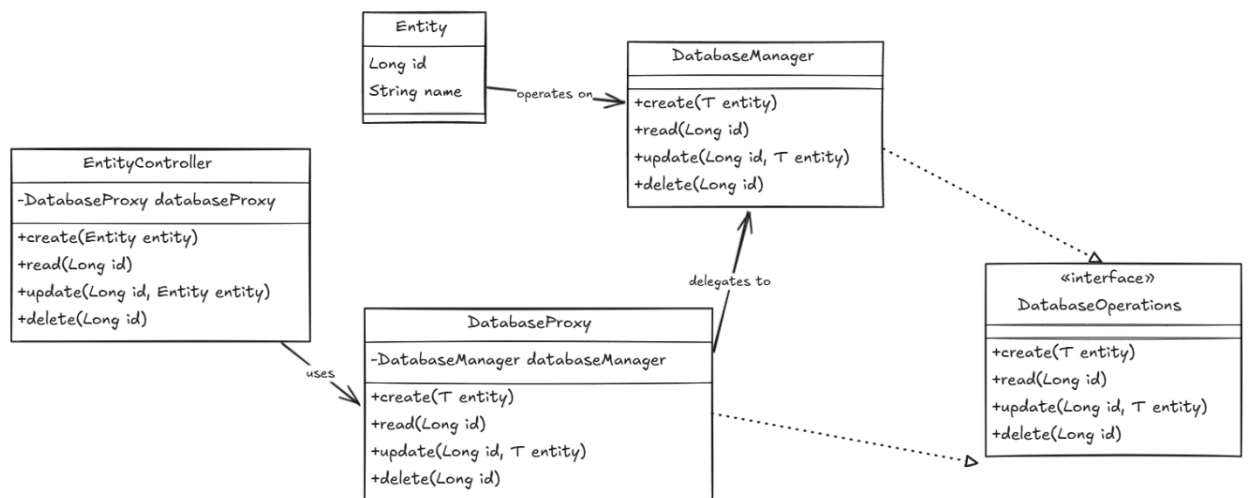 Entity
Long id
String name
operates on
DatabaseManager
+create(T entity)
+read(Long id)
+update(Long id, T entity)
+delete(Long id)
EntityController
-DatabaseProxy databaseProxy
+create(Entity entity)
+read(Long id)
+update(Long id, Entity entity)
+delete(Long id)
uses
delegates to
DatabaseProxy
-DatabaseManager databaseManager
+create(T entity)
+read(Long id)
+update(Long id, T entity)
+delete(Long id)
«interface»
DatabaseOperations
+create(T entity)
+read(Long id)
+update(Long id, T entity)
+delete(Long id)